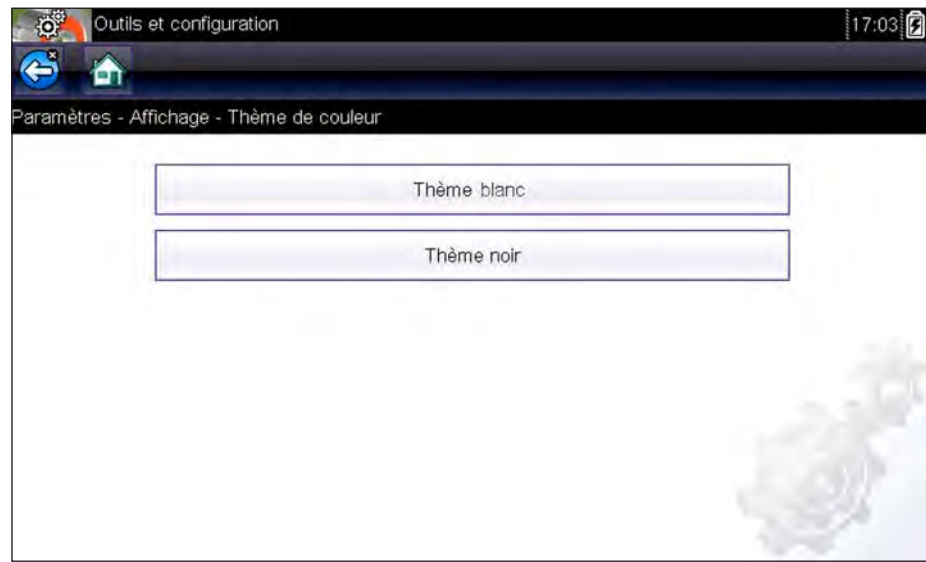 Outils et configuration
17:03
Paramètres - Affichage - Thème de couleur
Thème blanc
Thème noir